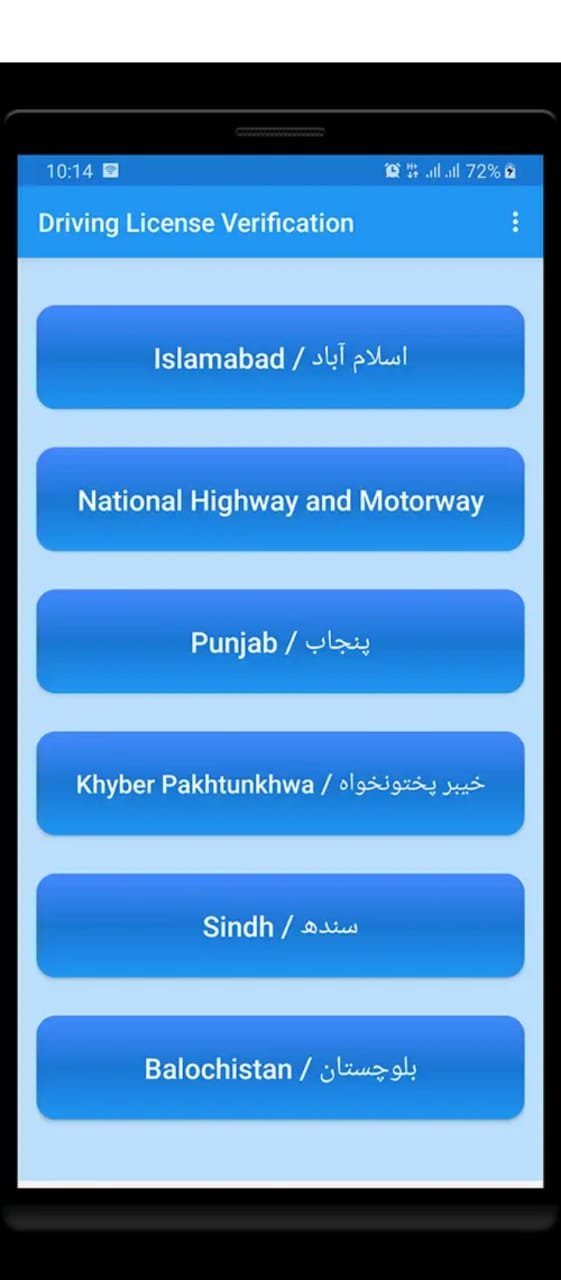 10:14 72%
Driving License Verification
Islamabad / اسلام آباد
National Highway and Motorway
Punjab / پنجاب
Khyber Pakhtunkhwa / خیبر پختونخواہ
Sindh / سندھ
Balochistan / بلوچستان